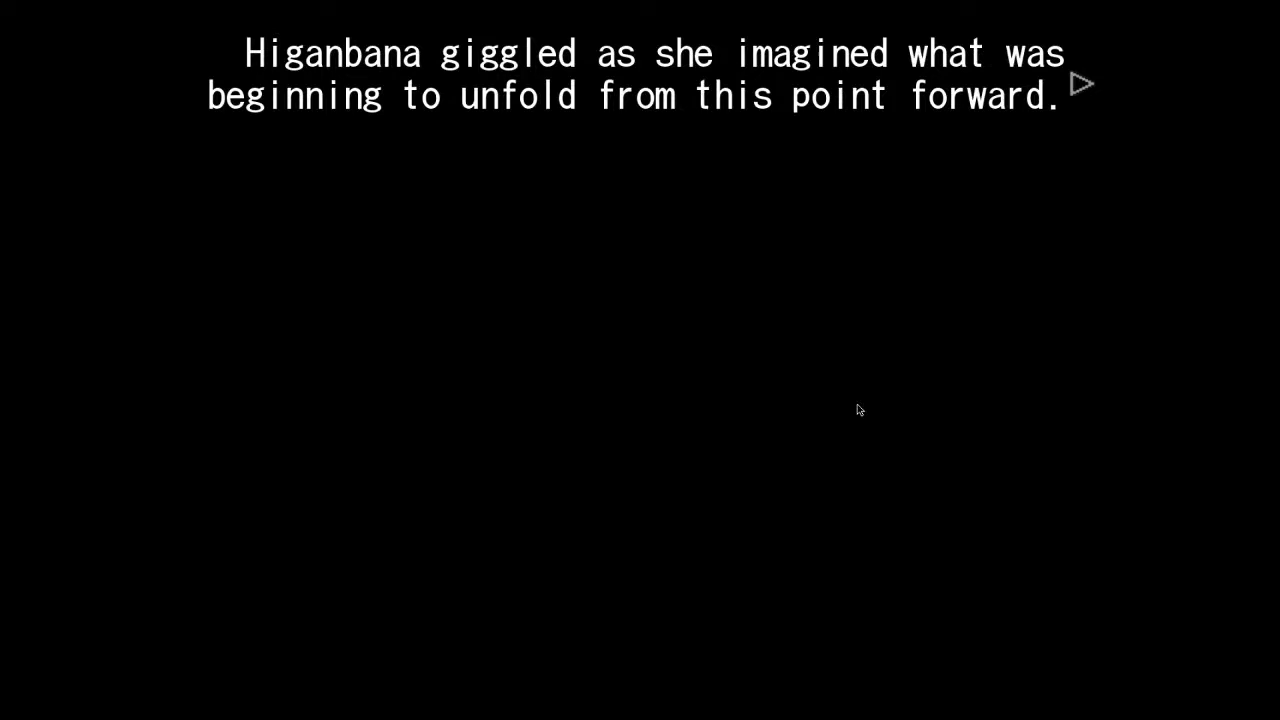 Higanbana giggled as she imagined what was
beginning to unfold from this point forward.